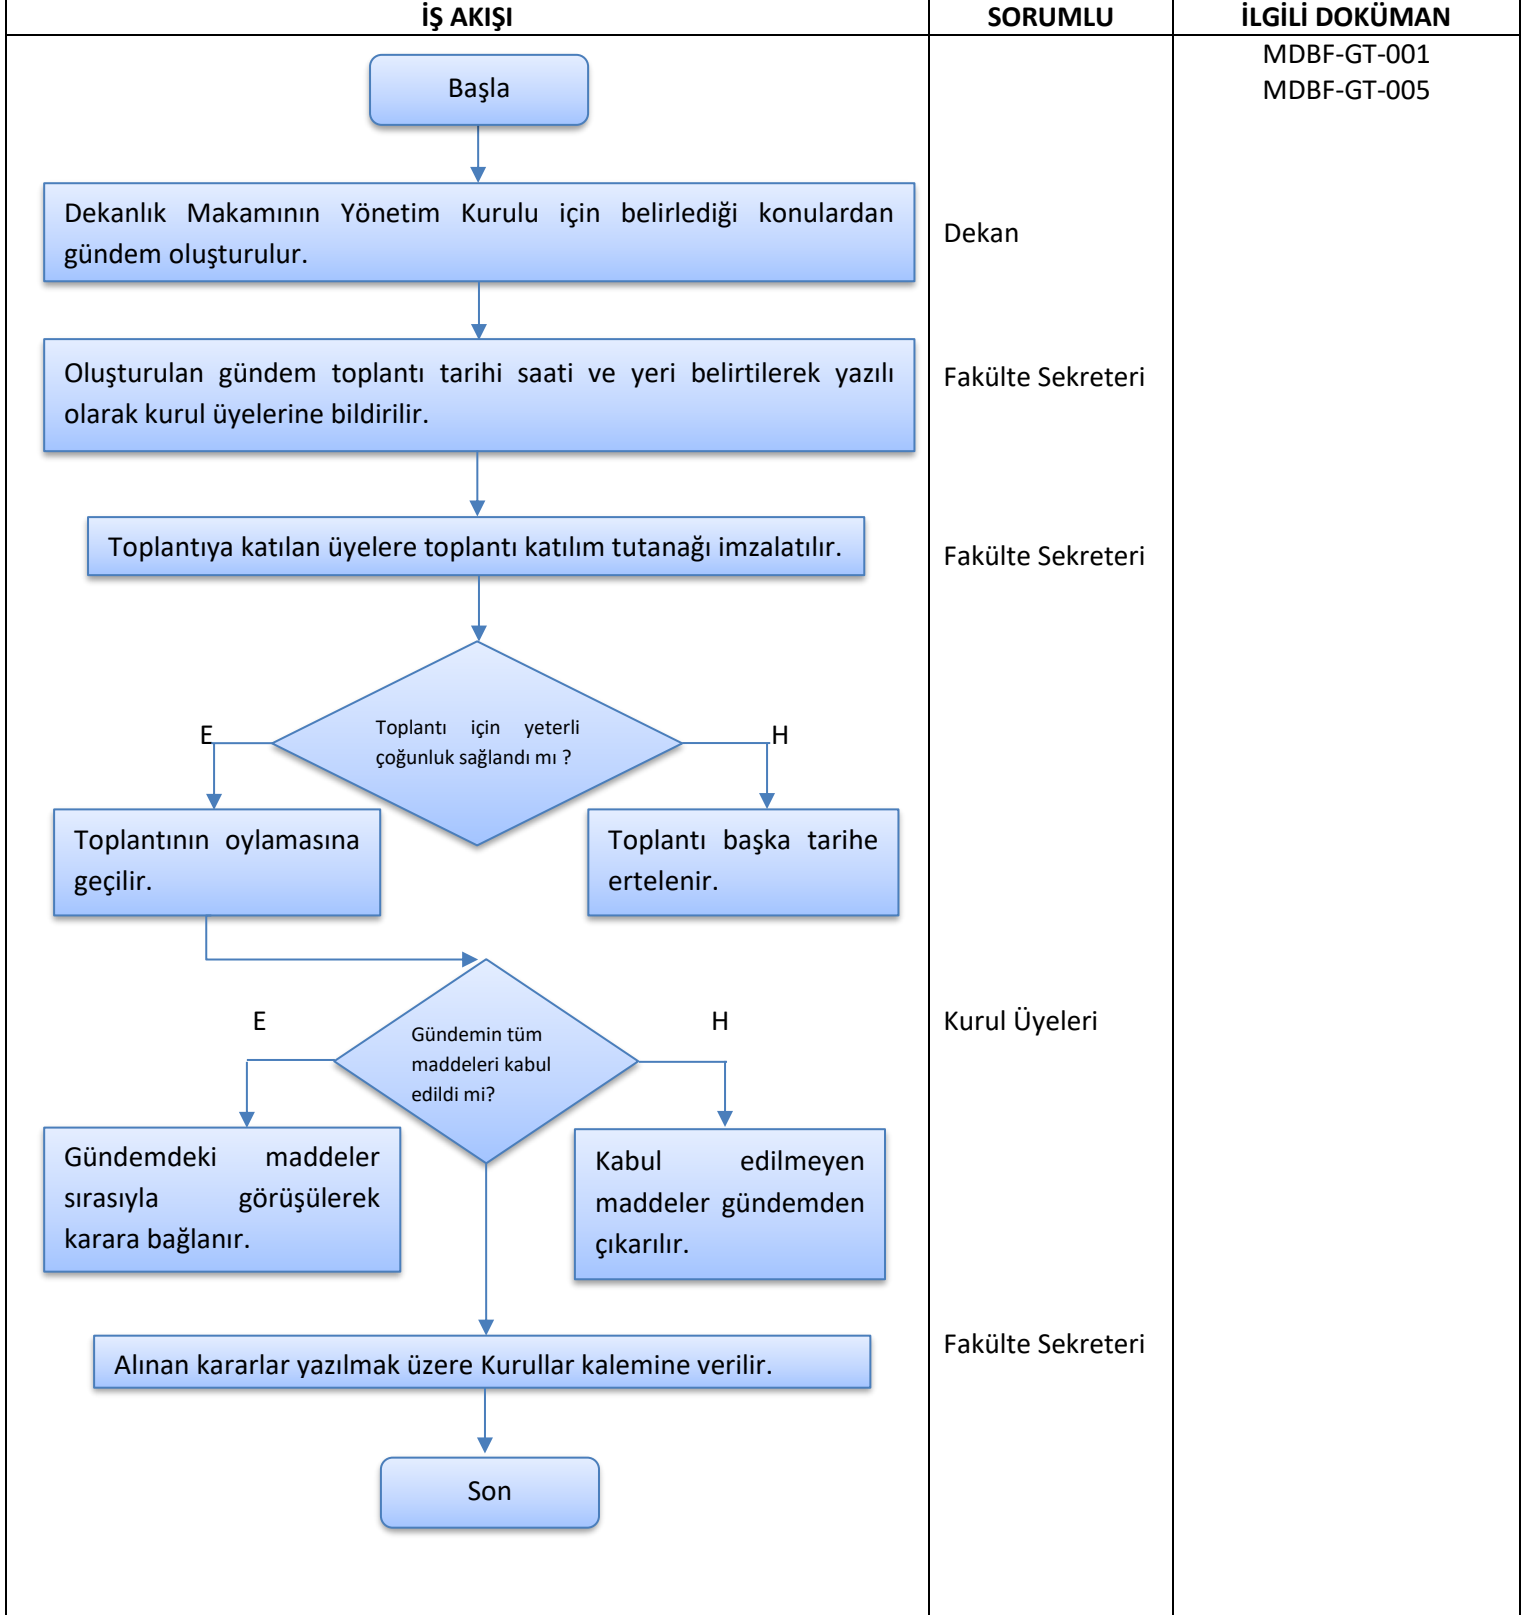 İŞ AKIŞI
SORUMLU
İLGİLİ DOKÜMAN
MDBF-GT-001
MDBF-GT-005
Başla
Dekanlık Makamının Yönetim Kurulu için belirlediği konulardan
gündem oluşturulur.
Dekan
Oluşturulan gündem toplantı tarihi saati ve yeri belirtilerek yazılı
olarak kurul üyelerine bildirilir.
Fakülte Sekreteri
Toplantıya katılan üyelere toplantı katılım tutanağı imzalatılır.
Fakülte Sekreteri
Toplantı için yeterli
çoğunluk sağlandı mı ?
E
H
Toplantının oylamasına
geçilir.
Toplantı başka tarihe
ertelenir.
E
H
Gündemin tüm
maddeleri kabul
edildi mi?
Kurul Üyeleri
Gündemdeki maddeler
sırasıyla görüşülerek
karara bağlanır.
Kabul edilmeyen
maddeler gündemden
çıkarılır.
Alınan kararlar yazılmak üzere Kurullar kalemine verilir.
Fakülte Sekreteri
Son